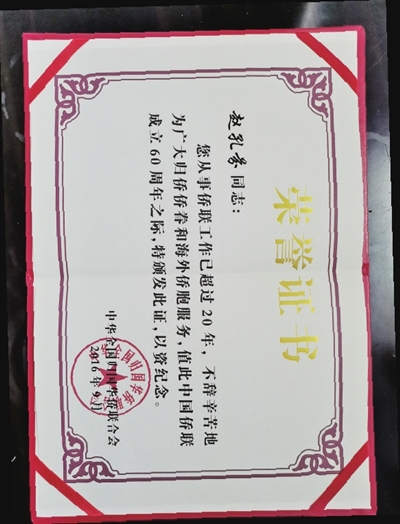 荣誉证书
赵孔 同志:
您从事侨联工作已超过20年,不辞辛苦地
为广大归侨侨眷和海外侨胞服务,值此中国侨联
成立60周年之际,特颁发此证,以资纪念。
中华全国归国华侨联合会
2016年9月